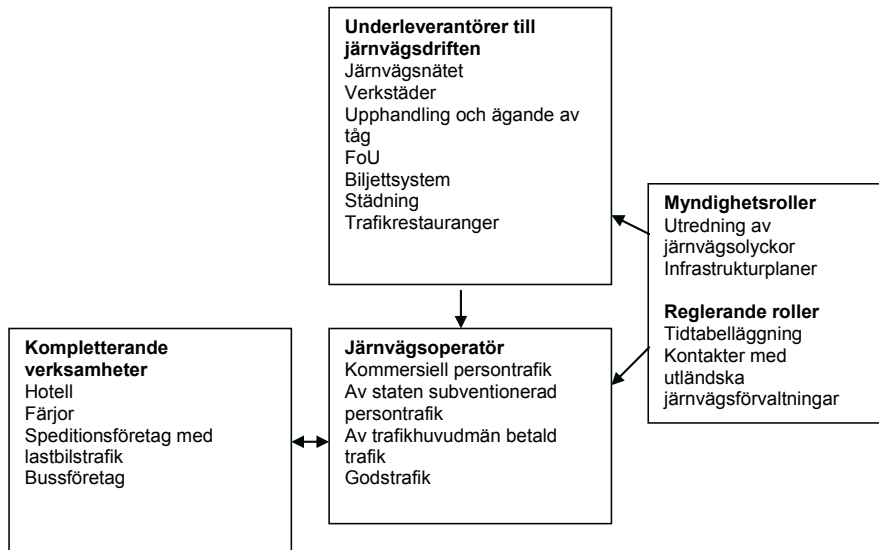 Underleverantörer till
järnvägsdriften
Järnvägsnätet
Verkstäder
Upphandling och ägande av
tåg
FoU
Biljettsystem
Städning
Trafikrestauranger
Myndighetsroller
Utredning av
järnvägsolyckor
Infrastrukturplaner
Reglerande roller
Tidtabelläggning
Kontakter med
utländska
järnvägsförvaltningar
Kompletterande
verksamheter
Hotell
Färjor
Speditionsföretag med
lastbilstrafik
Bussföretag
Järnvägsoperatör
Kommersiell persontrafik
Av staten subventionerad
persontrafik
Av trafikhuvudmän betald
trafik
Godstrafik